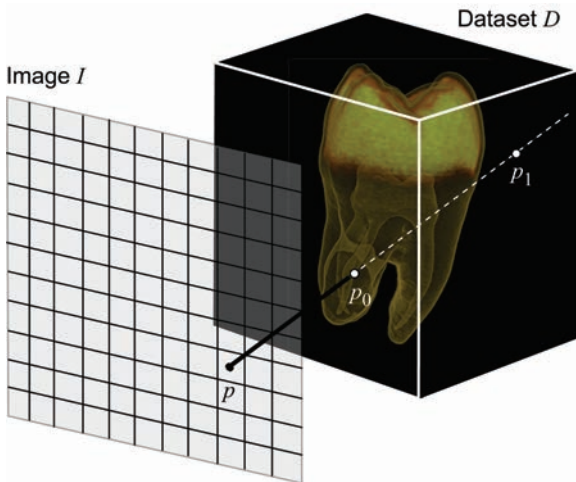 Dataset D
Image I
p₁
p₀
p